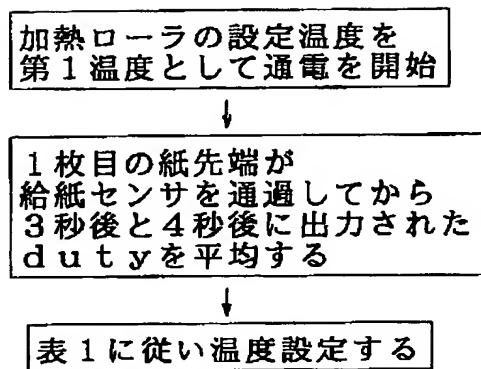 加熱ローラの設定温度を
第1温度として通電を開始
1枚目の紙先端が
給紙センサを通過してから
3秒後と4秒後に出力された
dutyを平均する
表1に従い温度設定する